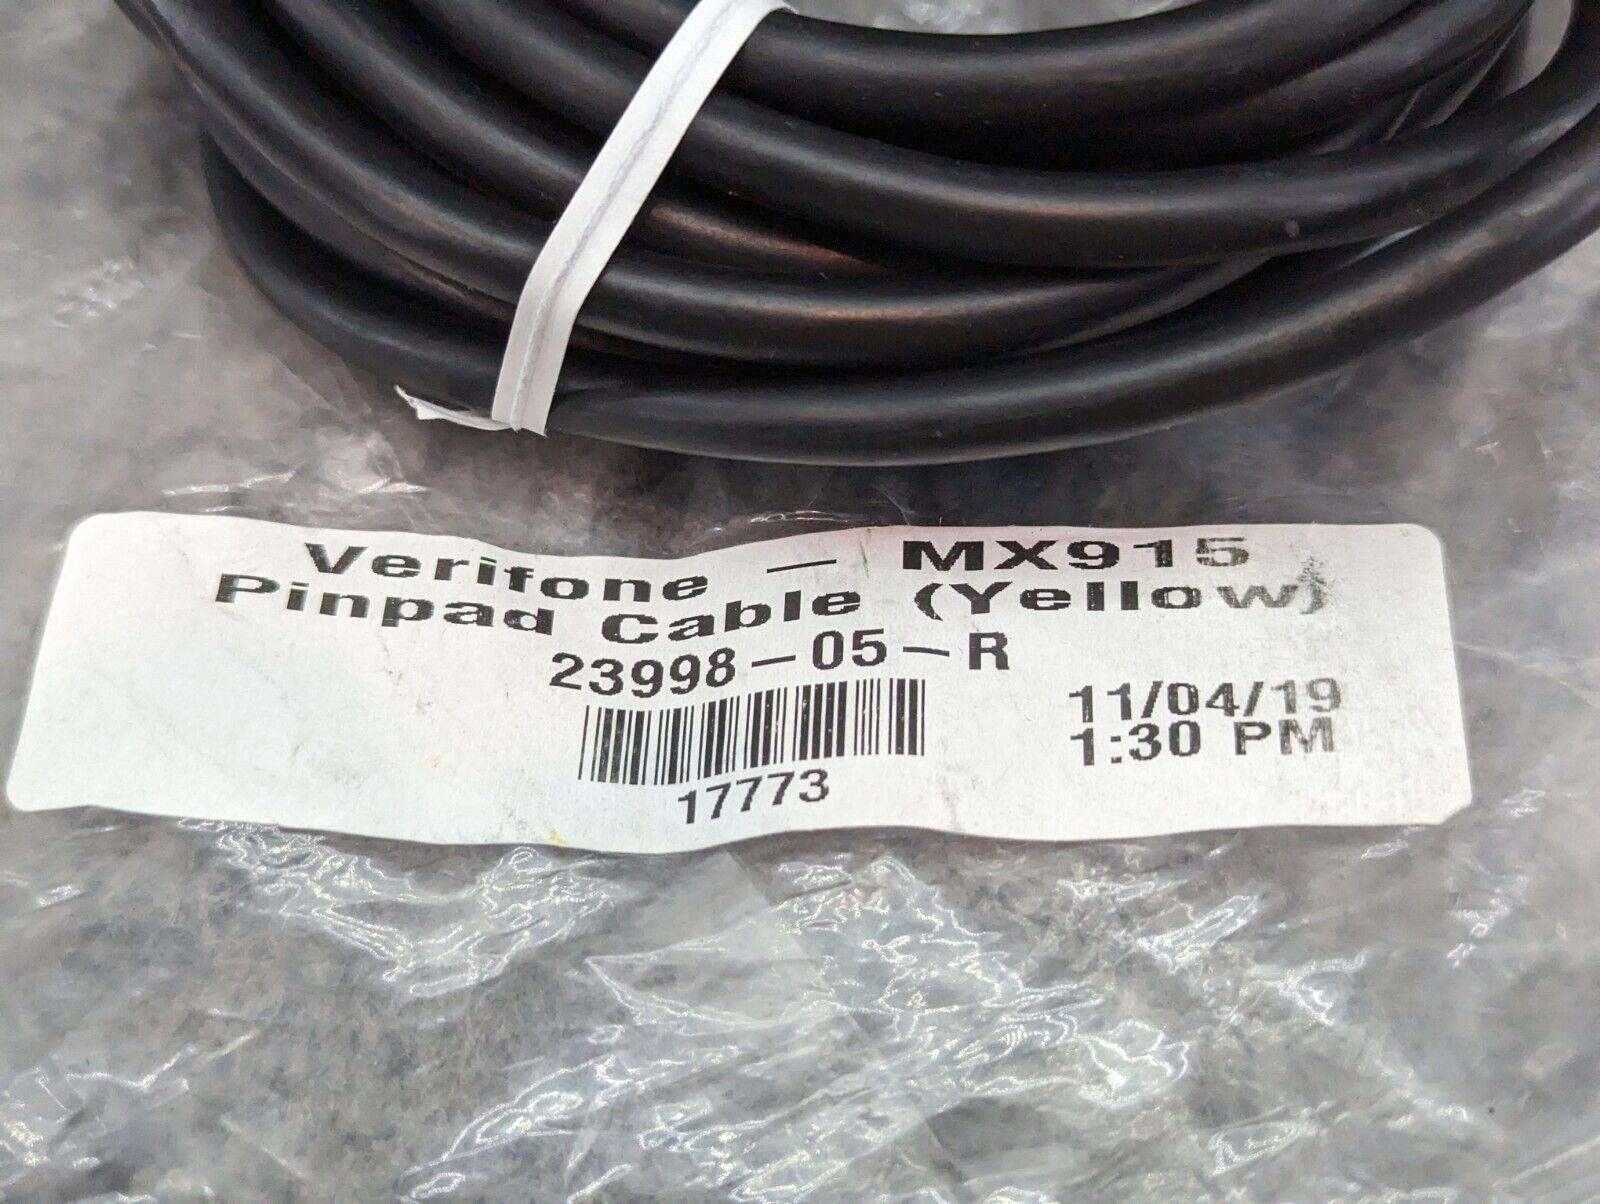 Verifone - MX915
Pinpad Cable (Yellow)
23998-05-R
17773
11/04/19
1:30 PM